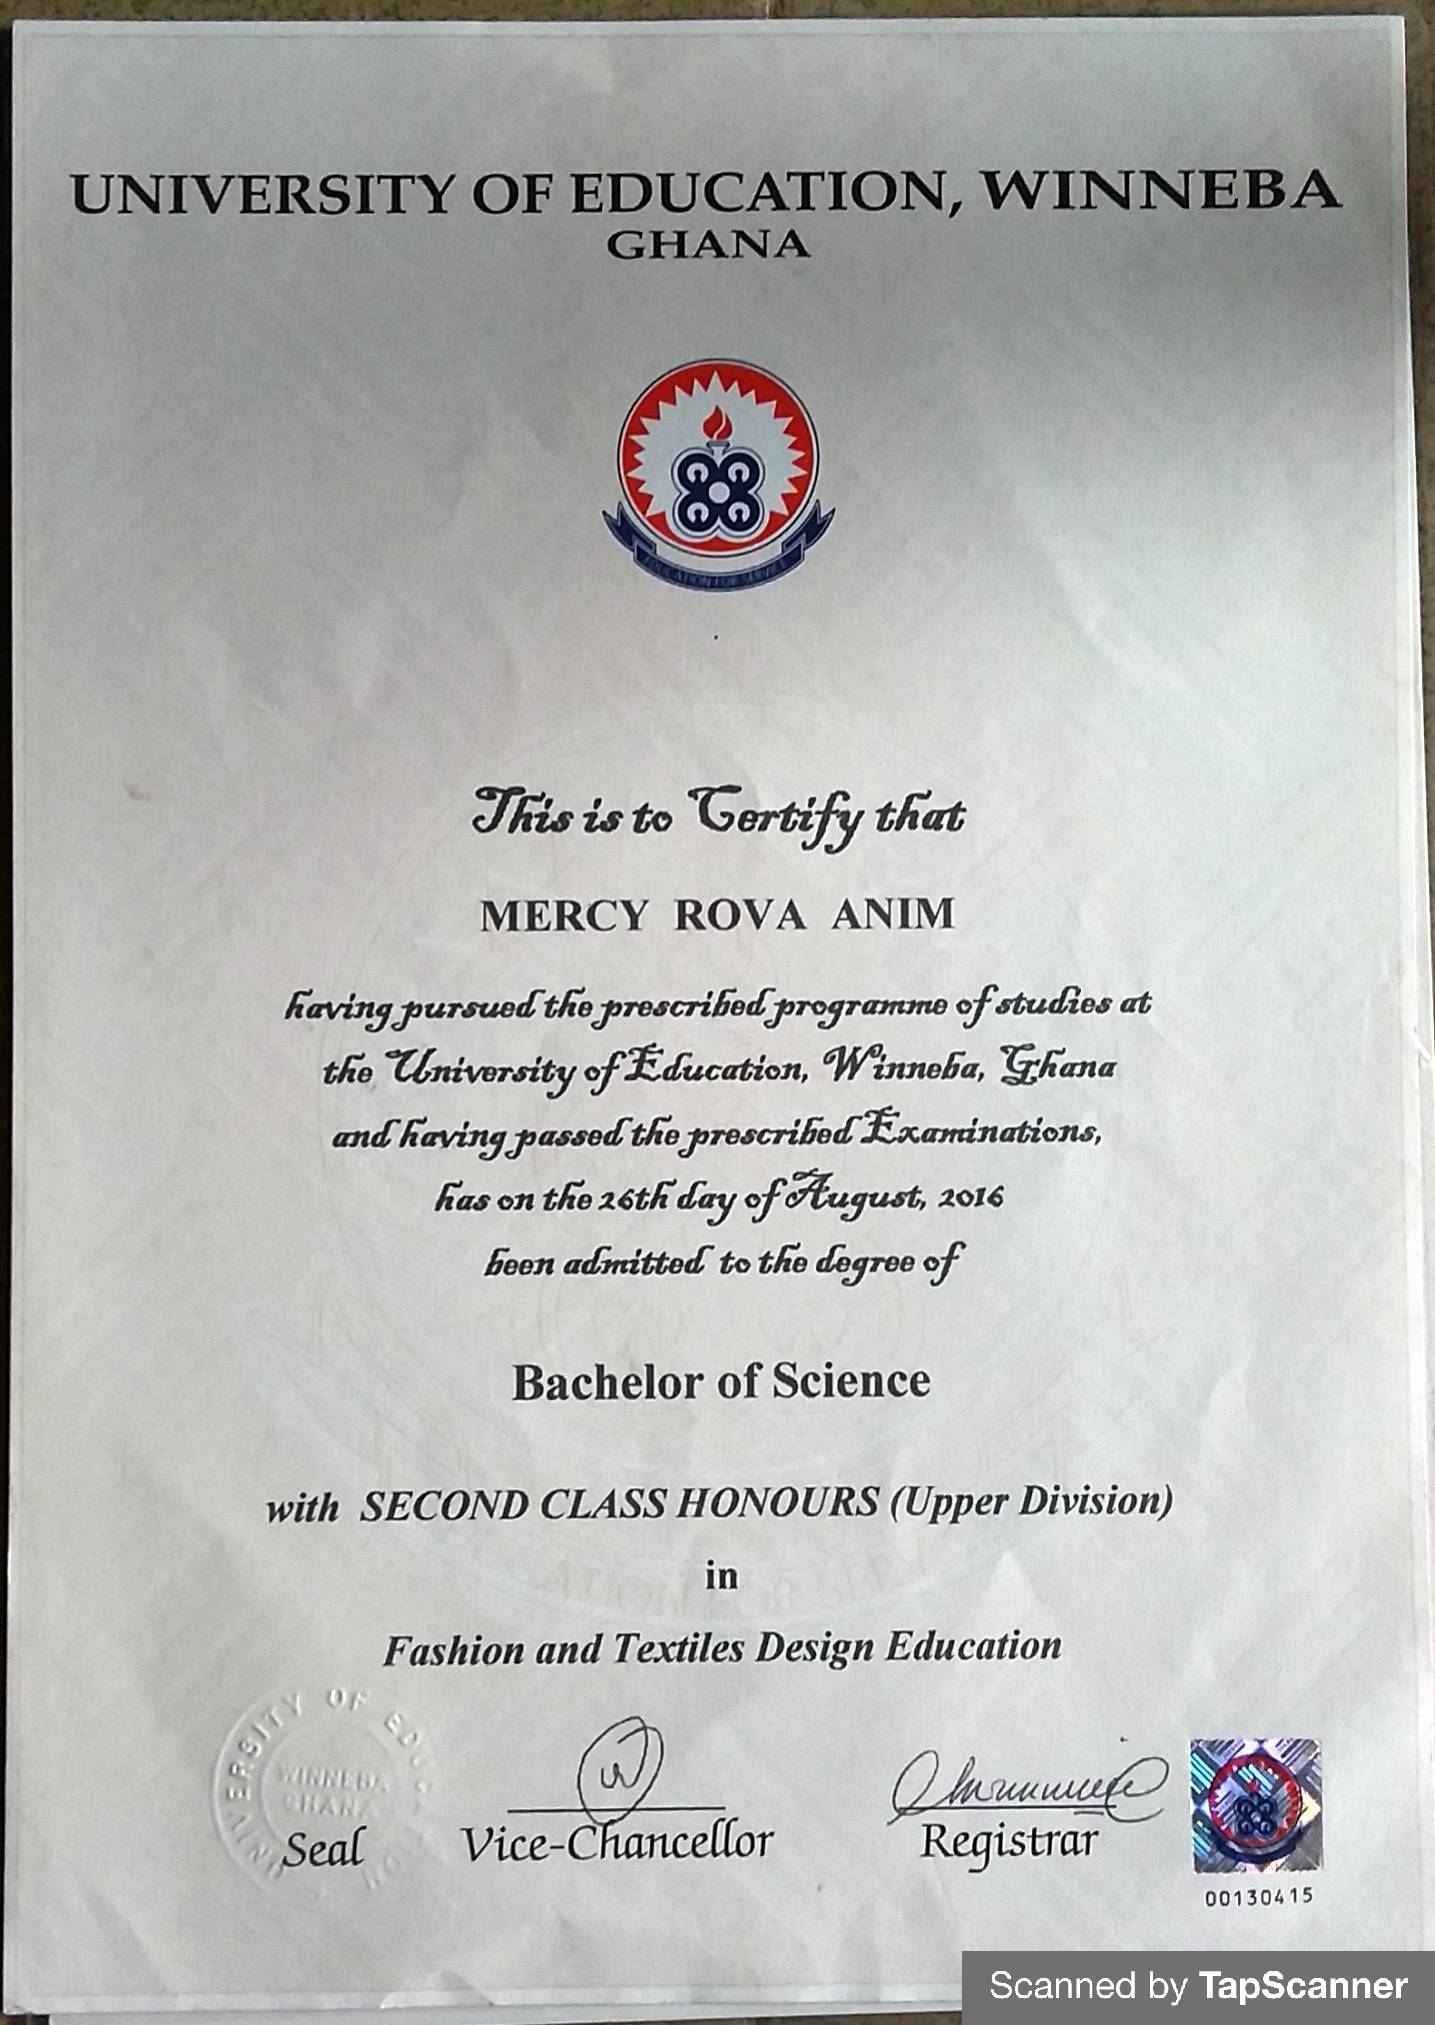 UNIVERSITY OF EDUCATION, WINNEBA
GHANA
EDUCATION FOR SERVICE
This is to Certify that
MERCY ROVA ANIM
having pursued the prescribed programme of studies at
the University of Education, Winneba, Ghana
and having passed the prescribed Examinations,
has on the 26th day of August, 2016
been admitted to the degree of
Bachelor of Science
with SECOND CLASS HONOURS (Upper Division)
in
Fashion and Textiles Design Education
UNIVERSITY OF EDUC
WINNEBA
GHANA
Seal
Vice-Chancellor
Registrar
00130415
Scanned by TapScanner